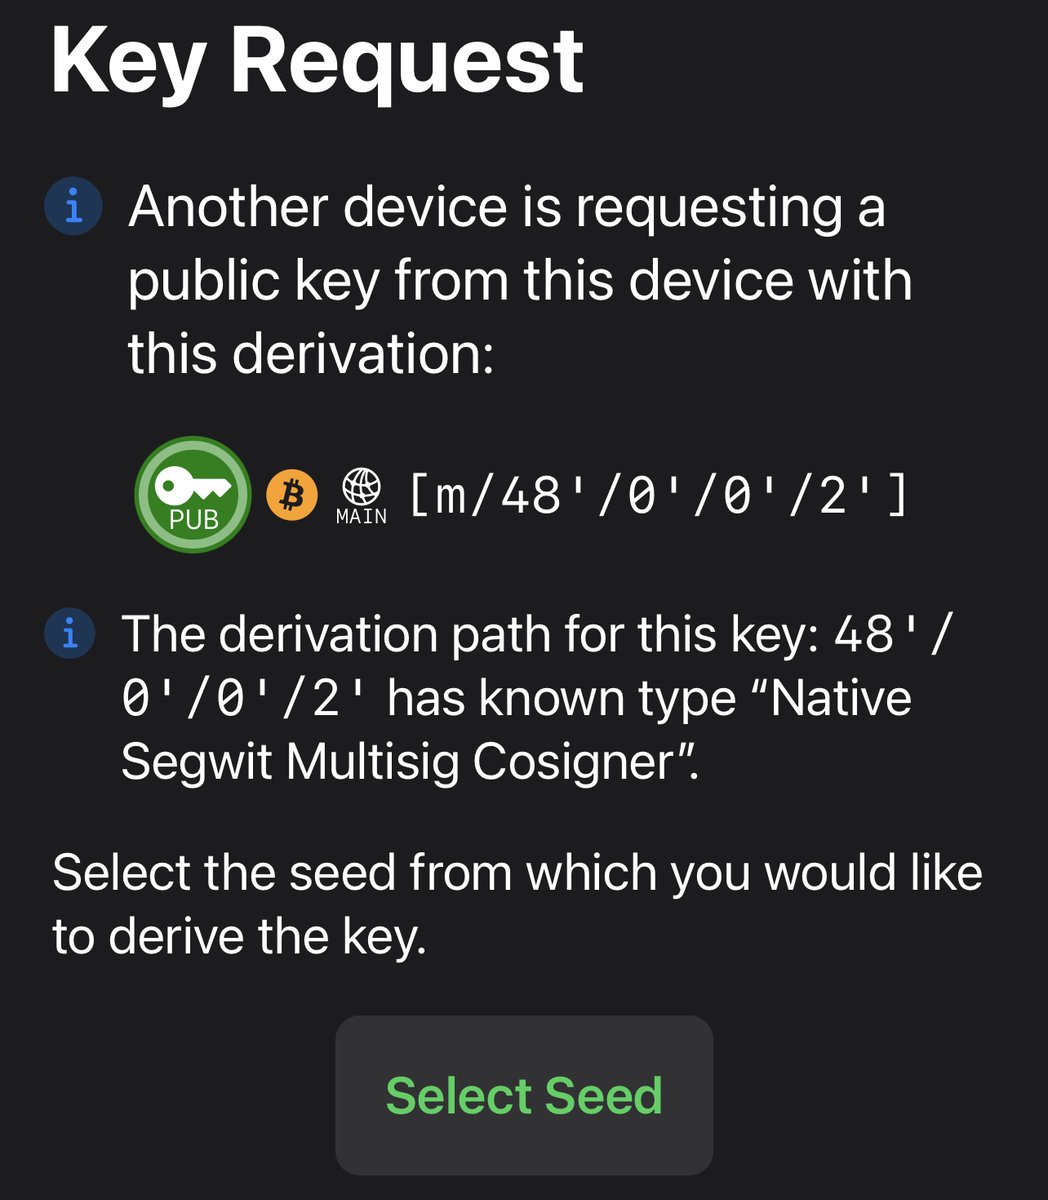 Key Request
i Another device is requesting a
public key from this device with
this derivation:
PUB ₿ MAIN [m/48'/0'/0'/2']
i The derivation path for this key: 48'/
0'/0'/2' has known type “Native
Segwit Multisig Cosigner”.
Select the seed from which you would like
to derive the key.
Select Seed